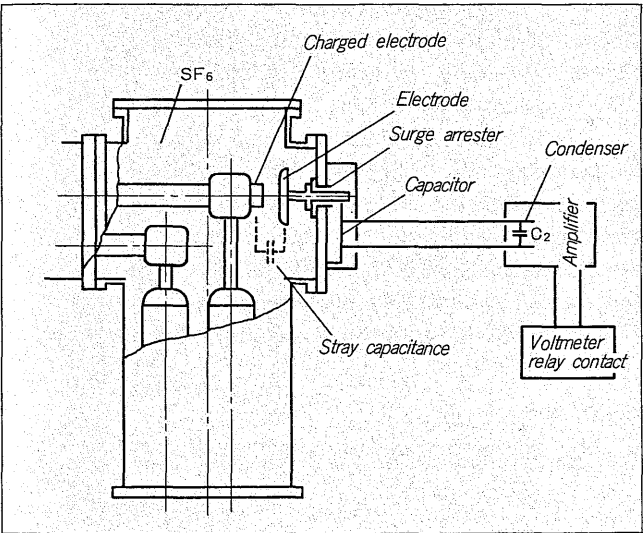 Charged electrode
SF6
Electrode
Surge arrester
Condenser
Capacitor
C2
Amplifier
Stray capacitance
Voltmeter
relay contact